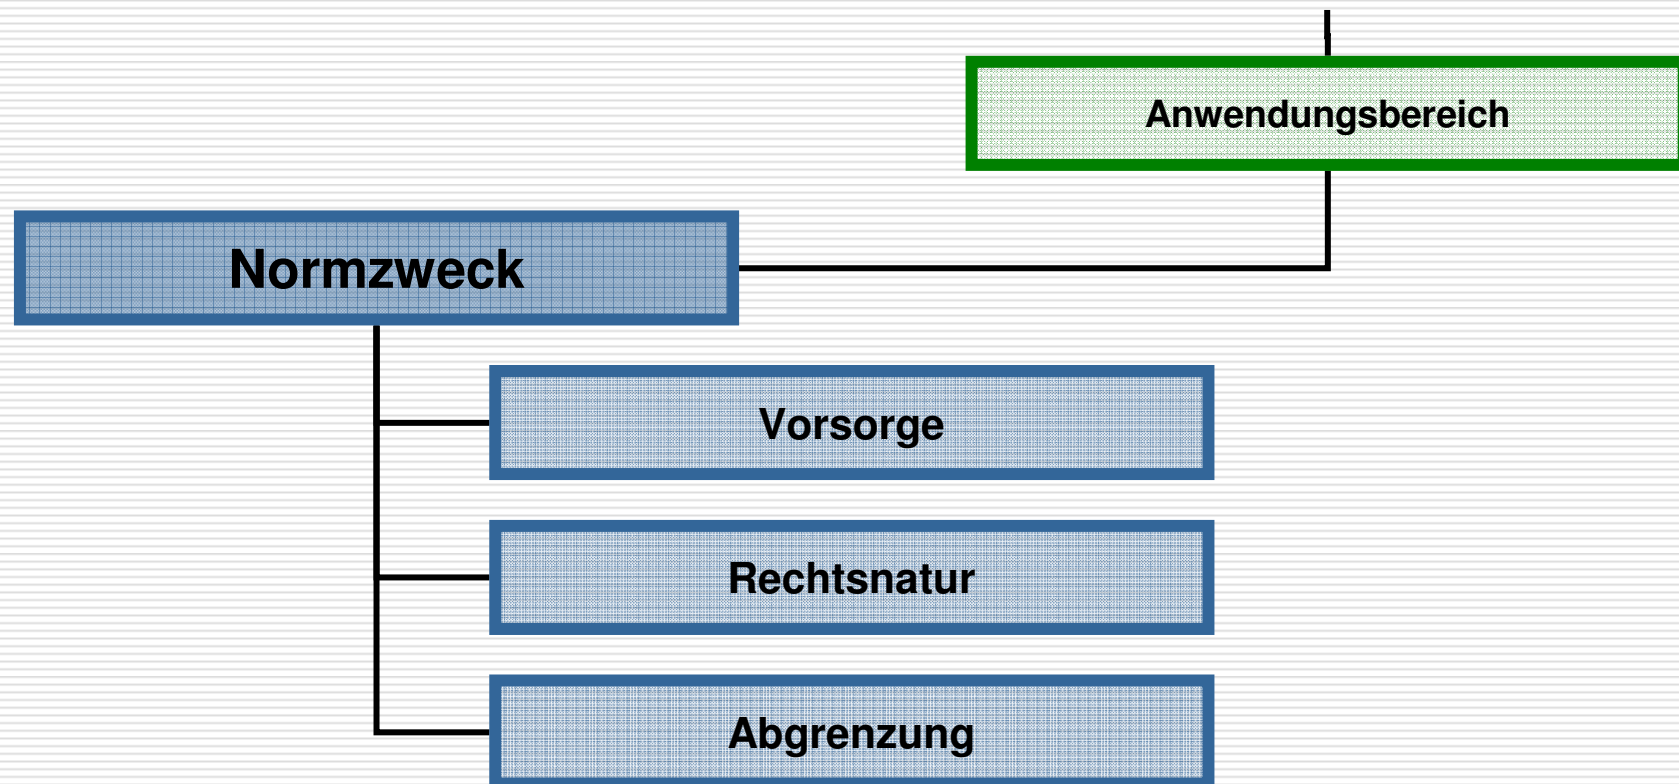 Anwendungsbereich
Normzweck
Vorsorge
Rechtsnatur
Abgrenzung